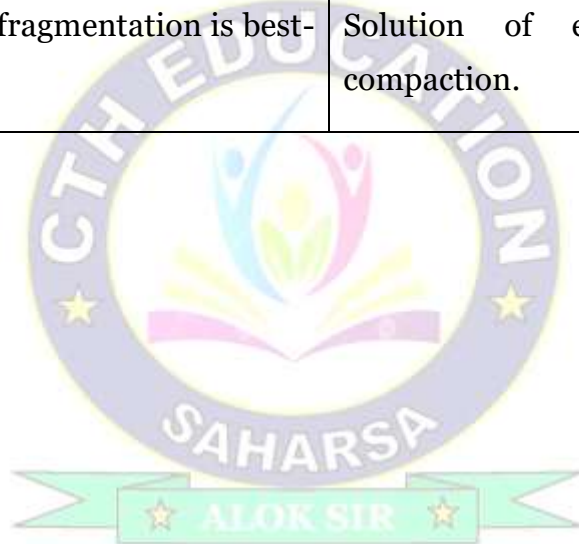 fragmentation is best-
Solution of e
compaction.
CTH EDUCATION
SAHARSA
ALOK SIR